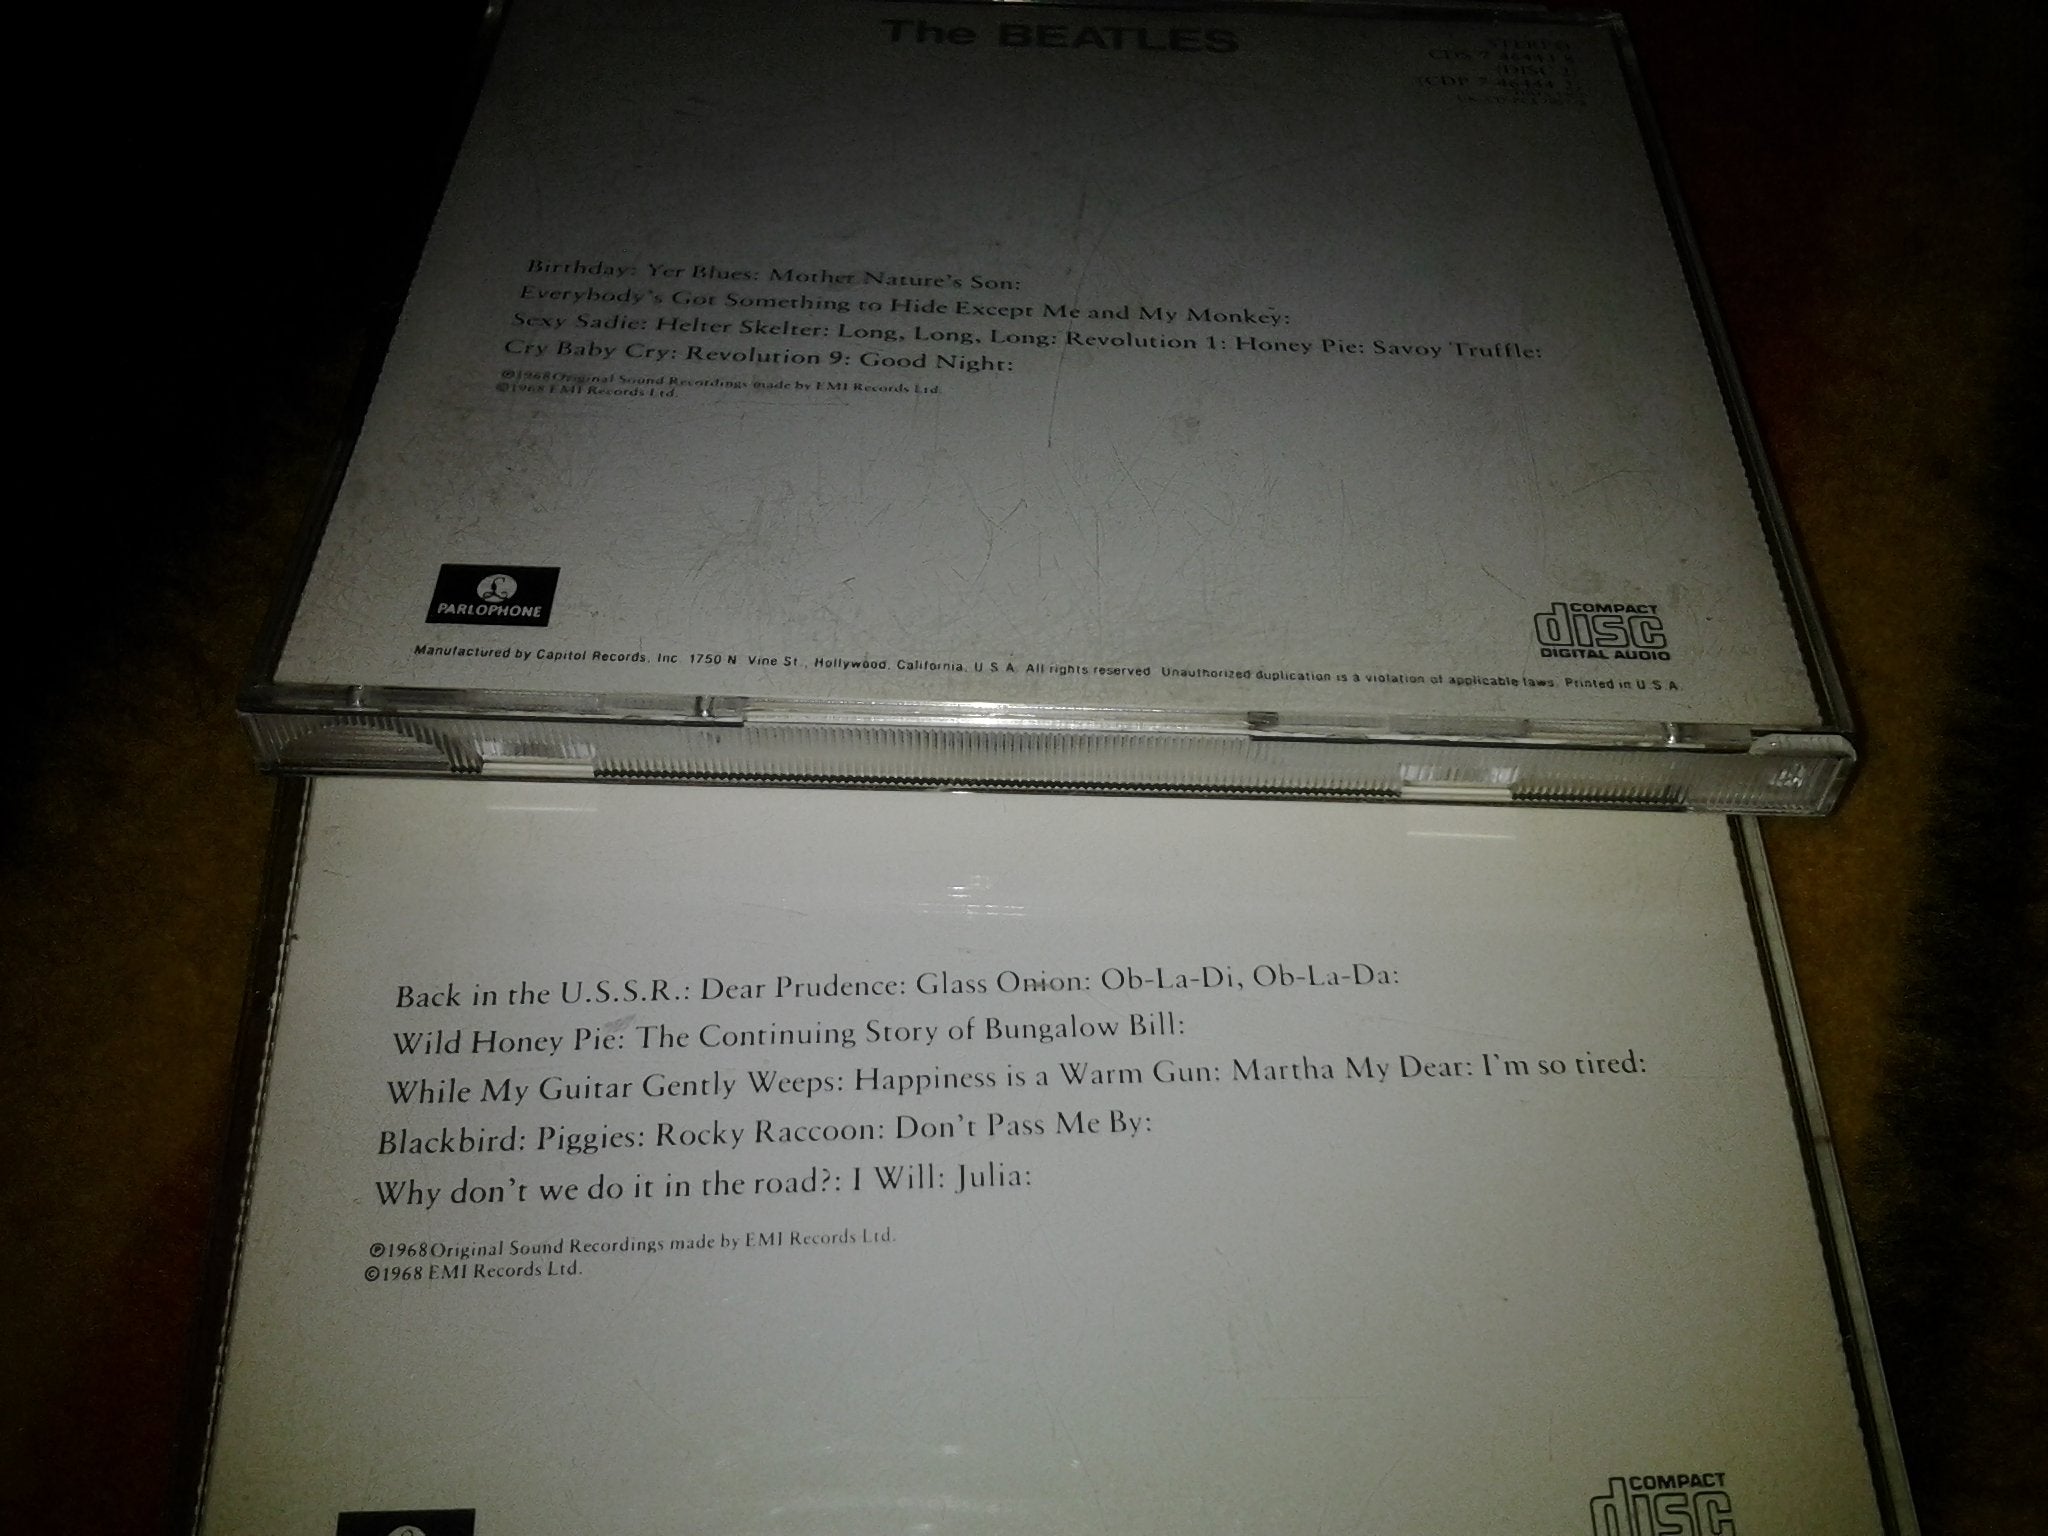 The BEATLES
STEREO
Birthday: Yer Blues: Mother Nature's Son:
Everybody's Got Something to Hide Except Me and My Monkey:
Sexy Sadie: Helter Skelter: Long, Long, Long: Revolution 1: Honey Pie: Savoy Truffle:
Cry Baby Cry: Revolution 9: Good Night:
℗1968 Original Sound Recordings made by EMI Records Ltd.
©1968 EMI Records Ltd.
PARLOPHONE
COMPACT
disc
DIGITAL AUDIO
Manufactured by Capitol Records, Inc. 1750 N. Vine St., Hollywood, California, U.S.A. All rights reserved. Unauthorized duplication is a violation of applicable laws. Printed in U.S.A.
Back in the U.S.S.R.: Dear Prudence: Glass Onion: Ob-La-Di, Ob-La-Da:
Wild Honey Pie: The Continuing Story of Bungalow Bill:
While My Guitar Gently Weeps: Happiness is a Warm Gun: Martha My Dear: I'm so tired:
Blackbird: Piggies: Rocky Raccoon: Don't Pass Me By:
Why don't we do it in the road?: I Will: Julia:
℗1968 Original Sound Recordings made by EMI Records Ltd.
©1968 EMI Records Ltd.
COMPACT
disc